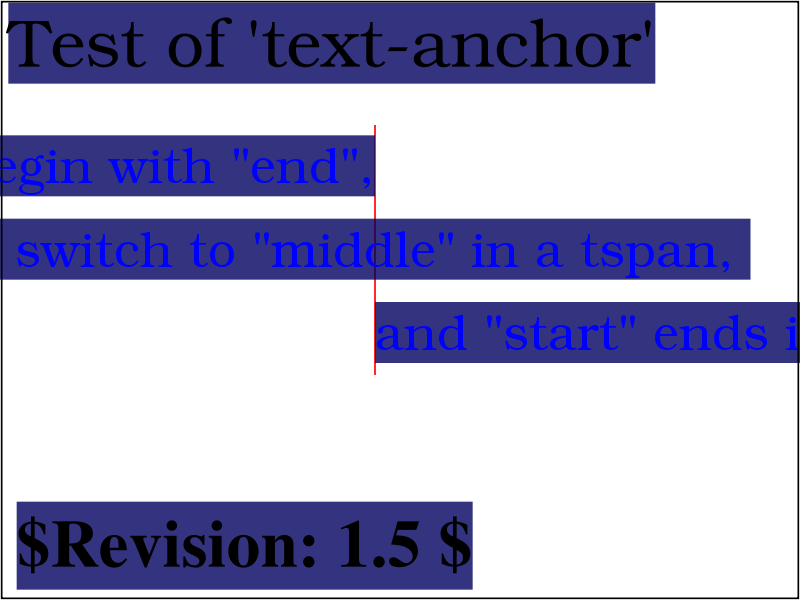 Test of 'text-anchor'
egin with "end",
switch to "middle" in a tspan,
and "start" ends i
$Revision: 1.5 $